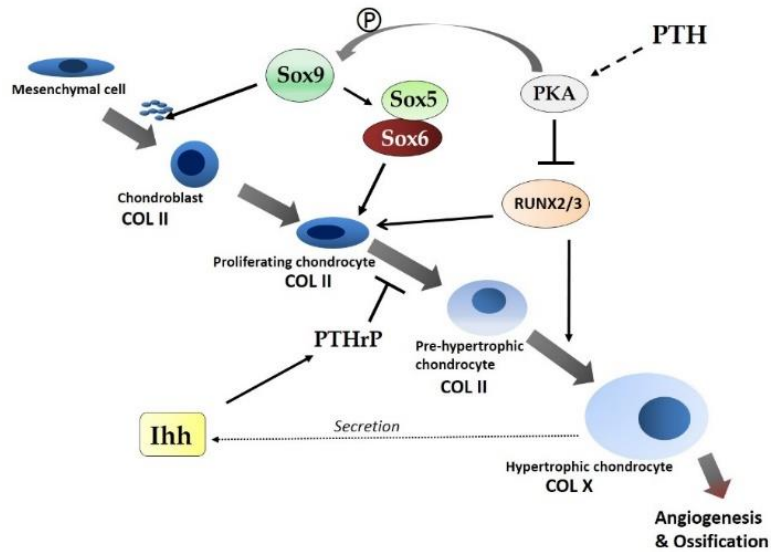 P
PTH
Sox9
Mesenchymal cell
Sox5
PKA
Sox6
Chondroblast
COL II
RUNX2/3
Proliferating chondrocyte
COL II
PTHrP
Pre-hypertrophic
chondrocyte
COL II
Ihh
Secretion
Hypertrophic chondrocyte
COL X
Angiogenesis
& Ossification